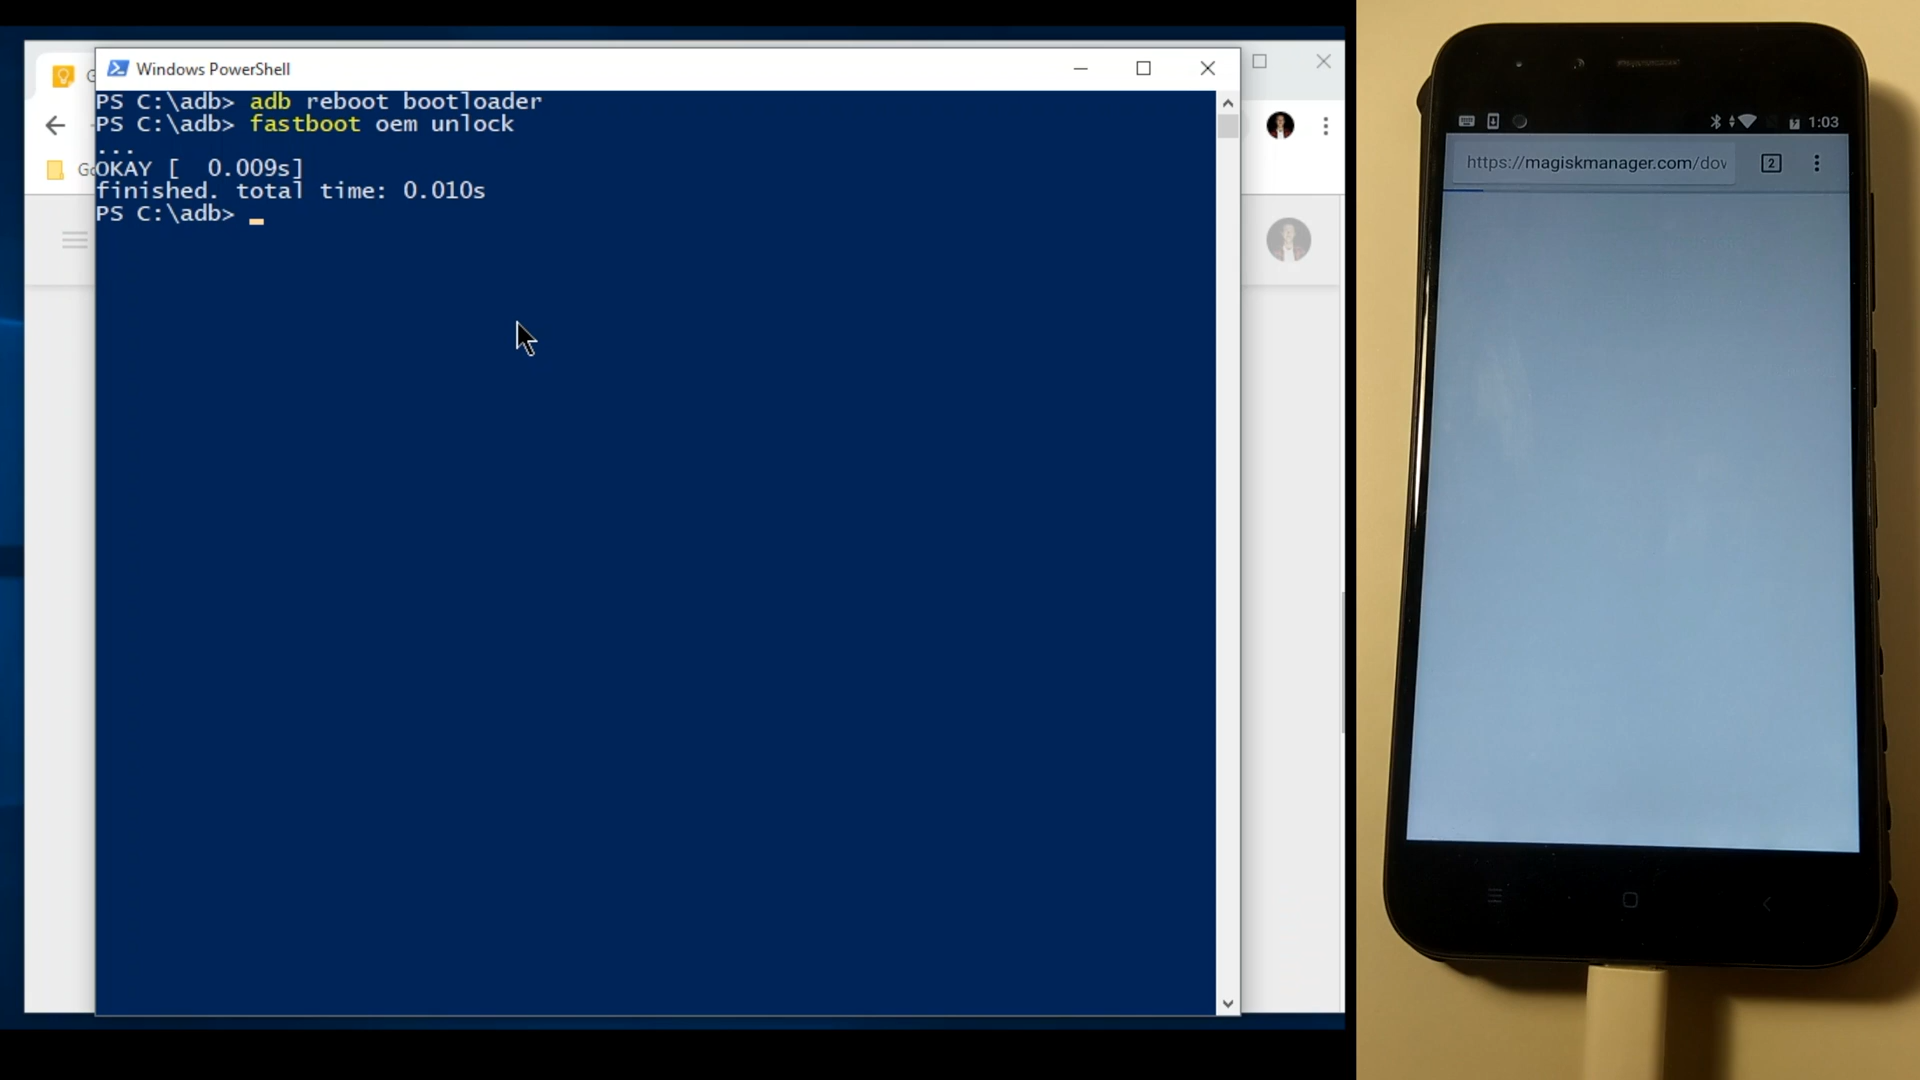 Windows PowerShell
PS C:\adb> adb reboot bootloader
PS C:\adb> fastboot oem unlock
...
OKAY [  0.009s]
finished. total time: 0.010s
PS C:\adb>
1:03
https://magiskmanager.com/dov
2